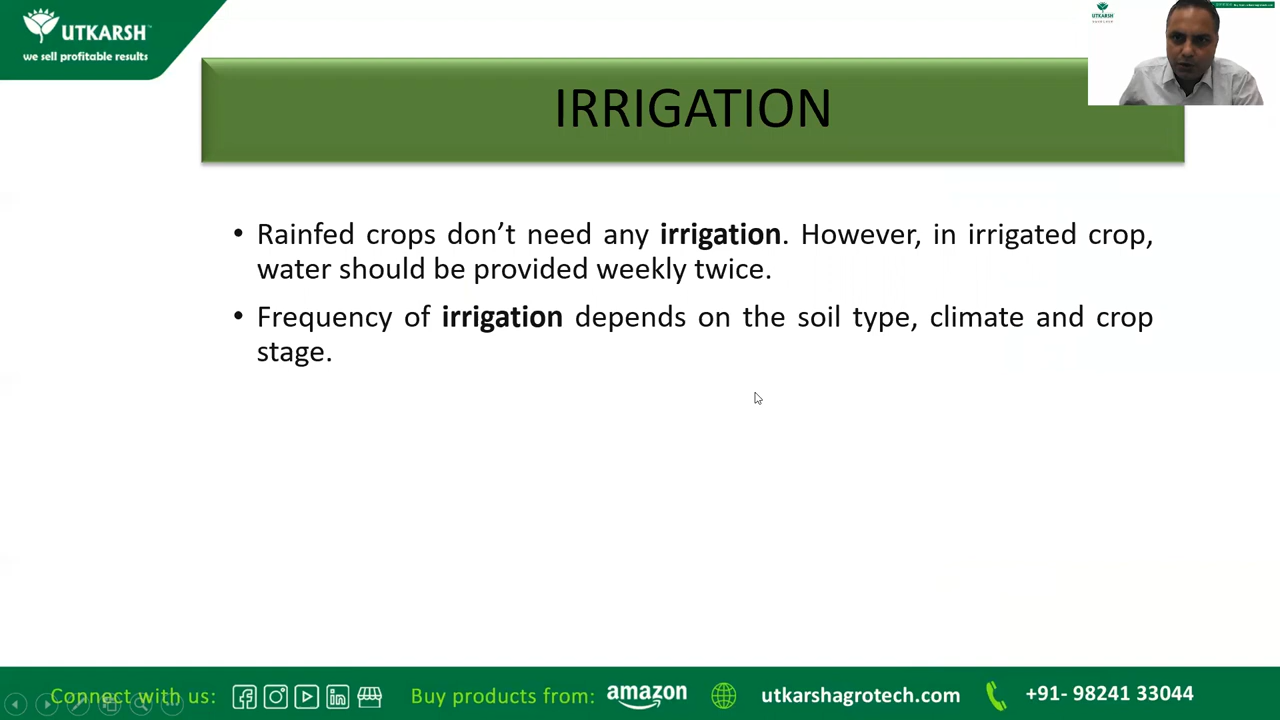 UTKARSH™
we sell profitable results
UTKARSH
IRRIGATION
• Rainfed crops don't need any irrigation. However, in irrigated crop,
water should be provided weekly twice.
• Frequency of irrigation depends on the soil type, climate and crop
stage.
Connect with us:
Buy products from: amazon
utkarshagrotech.com
+91- 98241 33044